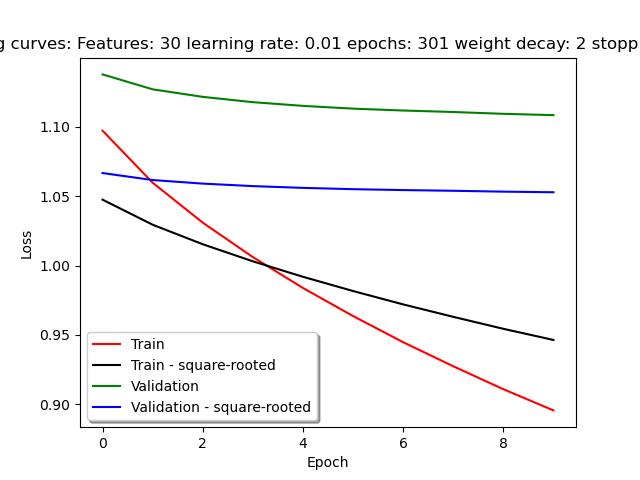 g curves: Features: 30 learning rate: 0.01 epochs: 301 weight decay: 2 stopp
1.10
1.05
1.00
0.95
0.90
Loss
Train
Train - square-rooted
Validation
Validation - square-rooted
0 2 4 6 8
Epoch